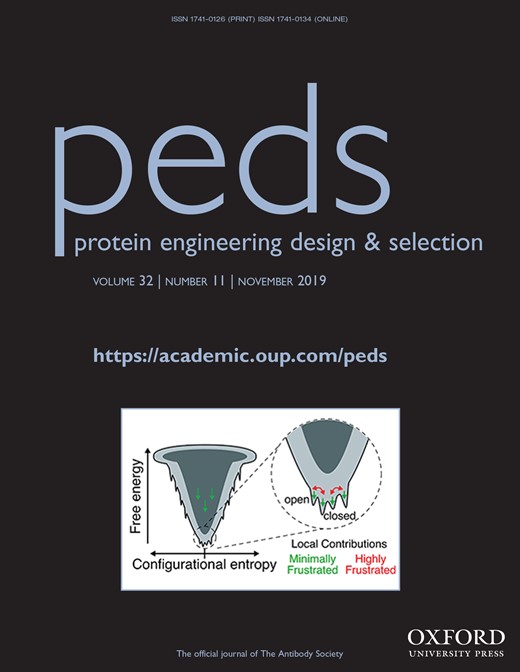 ISSN 1741-0126 (PRINT) ISSN 1741-0134 (ONLINE)
peds
protein engineering design & selection
VOLUME 32 | NUMBER 11 | NOVEMBER 2019
https://academic.oup.com/peds
Free energy
Configurational entropy
open
closed
Local Contributions
Minimally Highly
Frustrated Frustrated
The official journal of The Antibody Society
OXFORD
UNIVERSITY PRESS